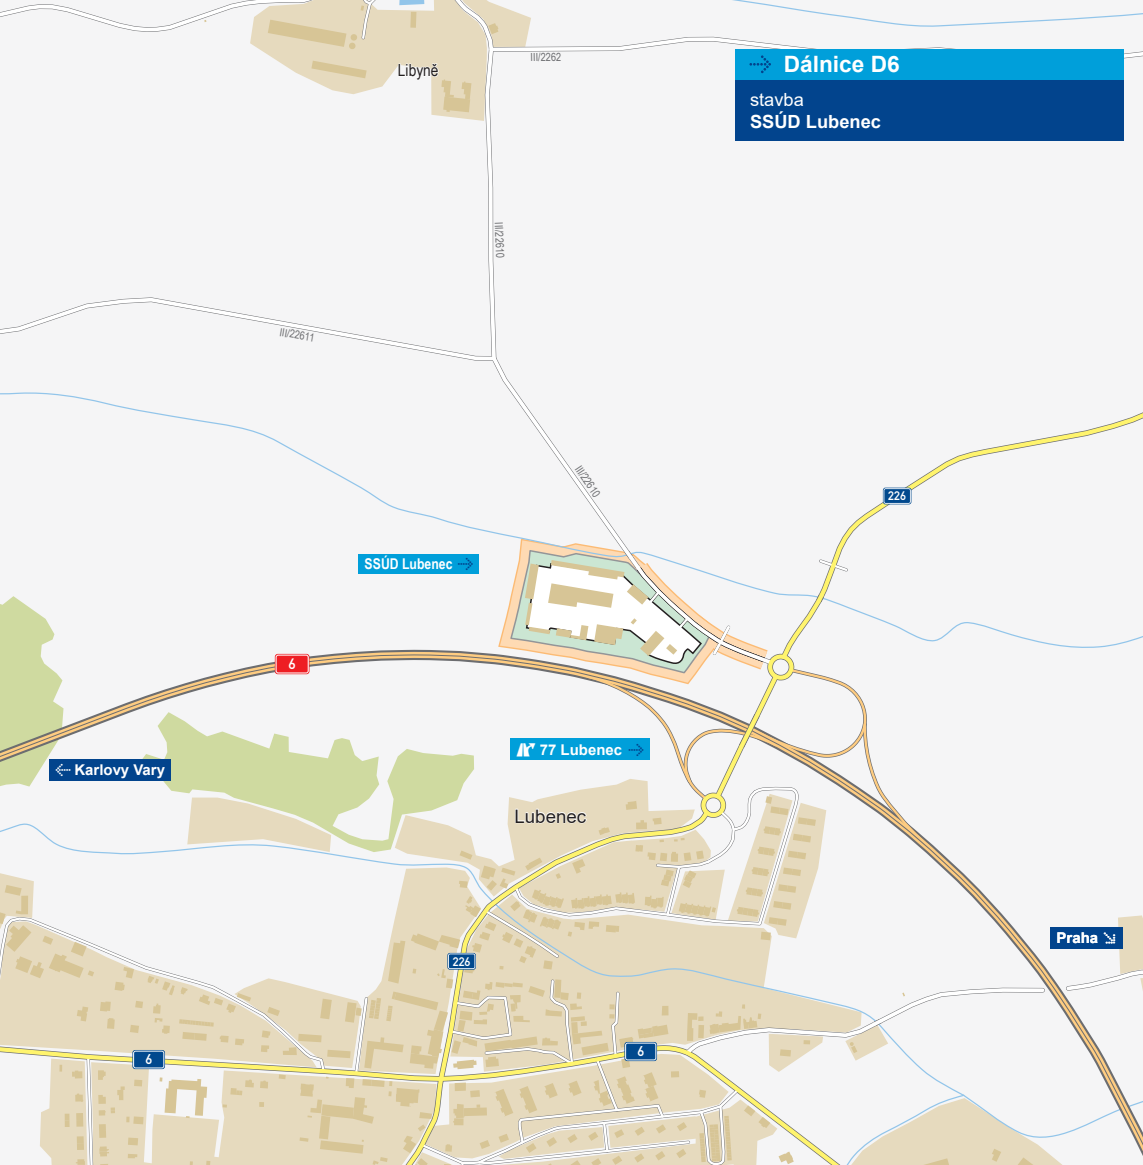 Libyně
III/2262
Dálnice D6
stavba
SSÚD Lubenec
III/22610
III/22611
III/22610
226
SSÚD Lubenec
6
77 Lubenec
Karlovy Vary
Lubenec
Praha
226
6
6